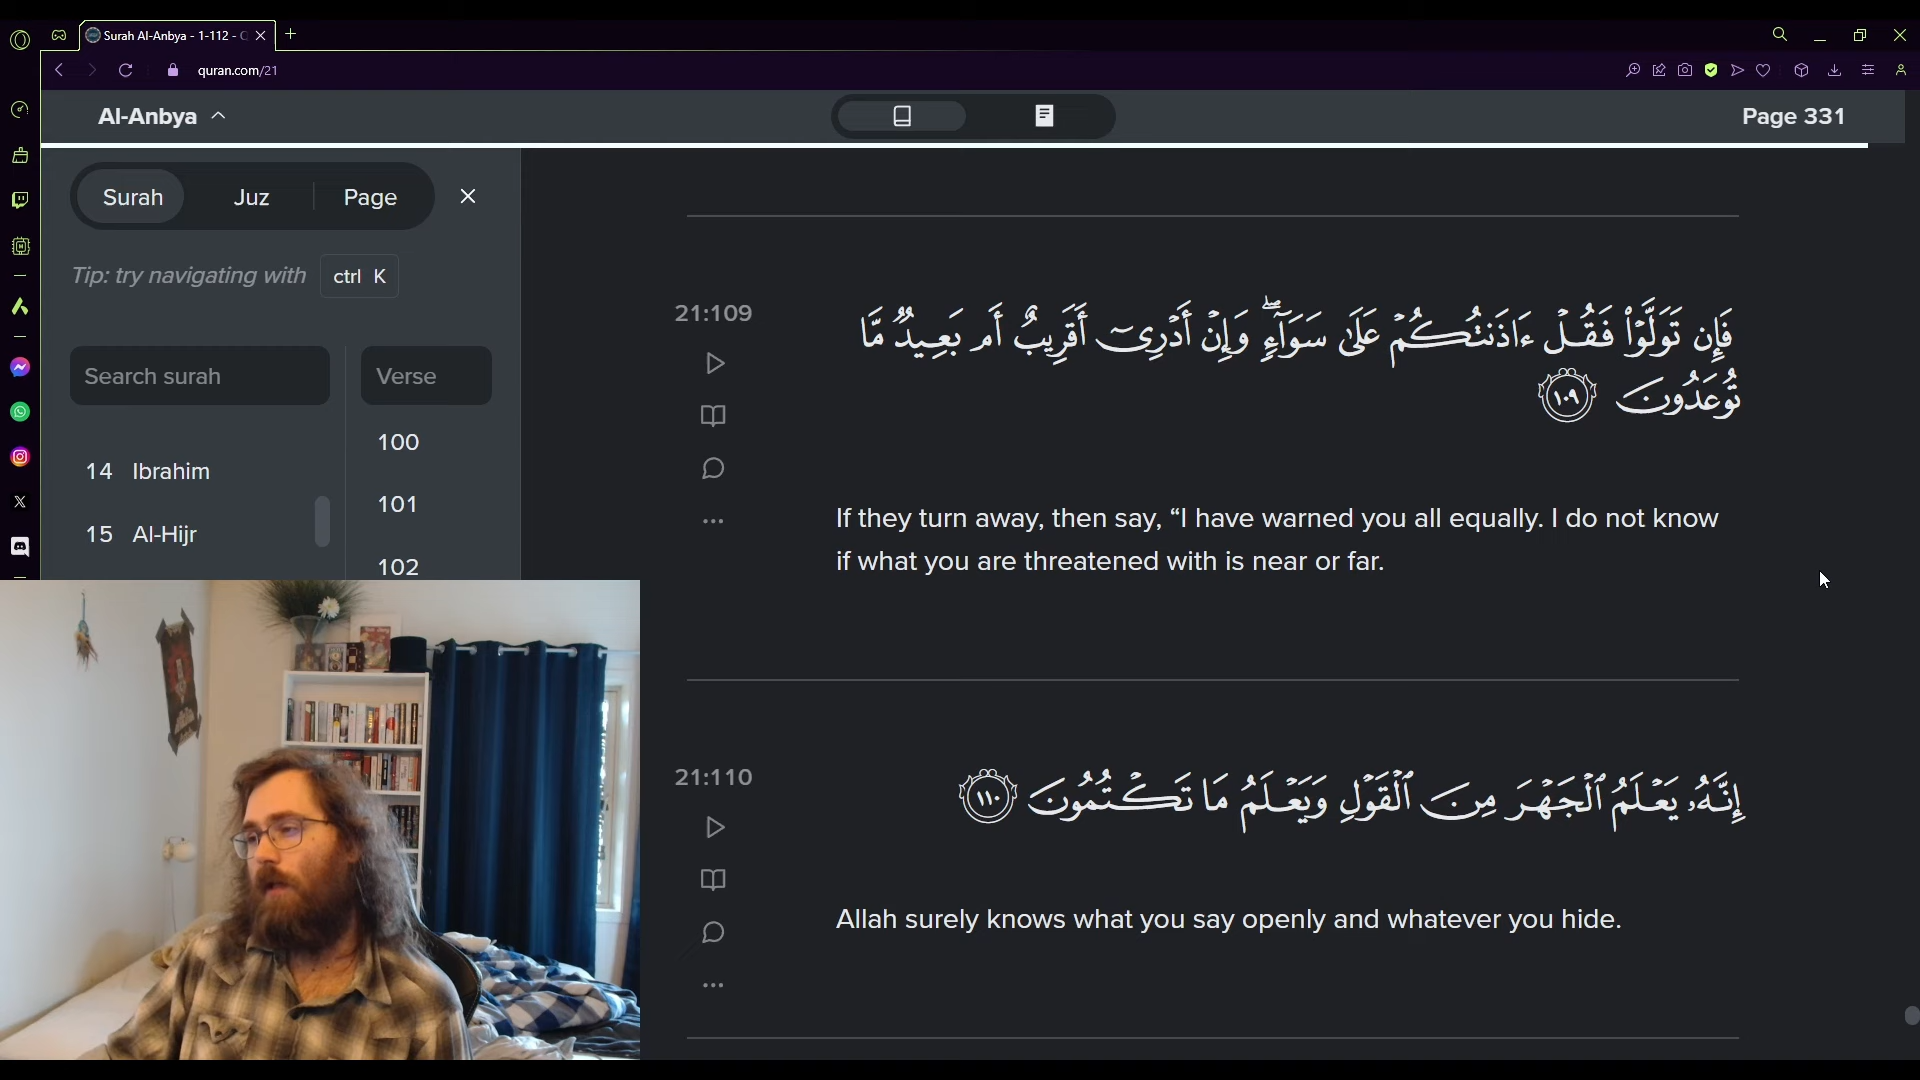 Surah Al-Anbya - 1-112 -
quran.com/21
Al-Anbya
Page 331
Surah
Juz
Page
Tip: try navigating with
ctrl K
Search surah
Verse
14 Ibrahim
15 Al-Hijr
100
101
102
21:109
فَإِن تَوَلَّوْا۟ فَقُلْ ءَاذَنتُكُمْ عَلَىٰ سَوَآءٍۢ ۖ وَإِنْ أَدْرِىٓ أَقَرِيبٌ أَم بَعِيدٌۭ مَّا
تُوعَدُونَ ١٠٩
If they turn away, then say, “I have warned you all equally. I do not know
if what you are threatened with is near or far.
21:110
إِنَّهُۥ يَعْلَمُ ٱلْجَهْرَ مِنَ ٱلْقَوْلِ وَيَعْلَمُ مَا تَكْتُمُونَ ١١٠
Allah surely knows what you say openly and whatever you hide.